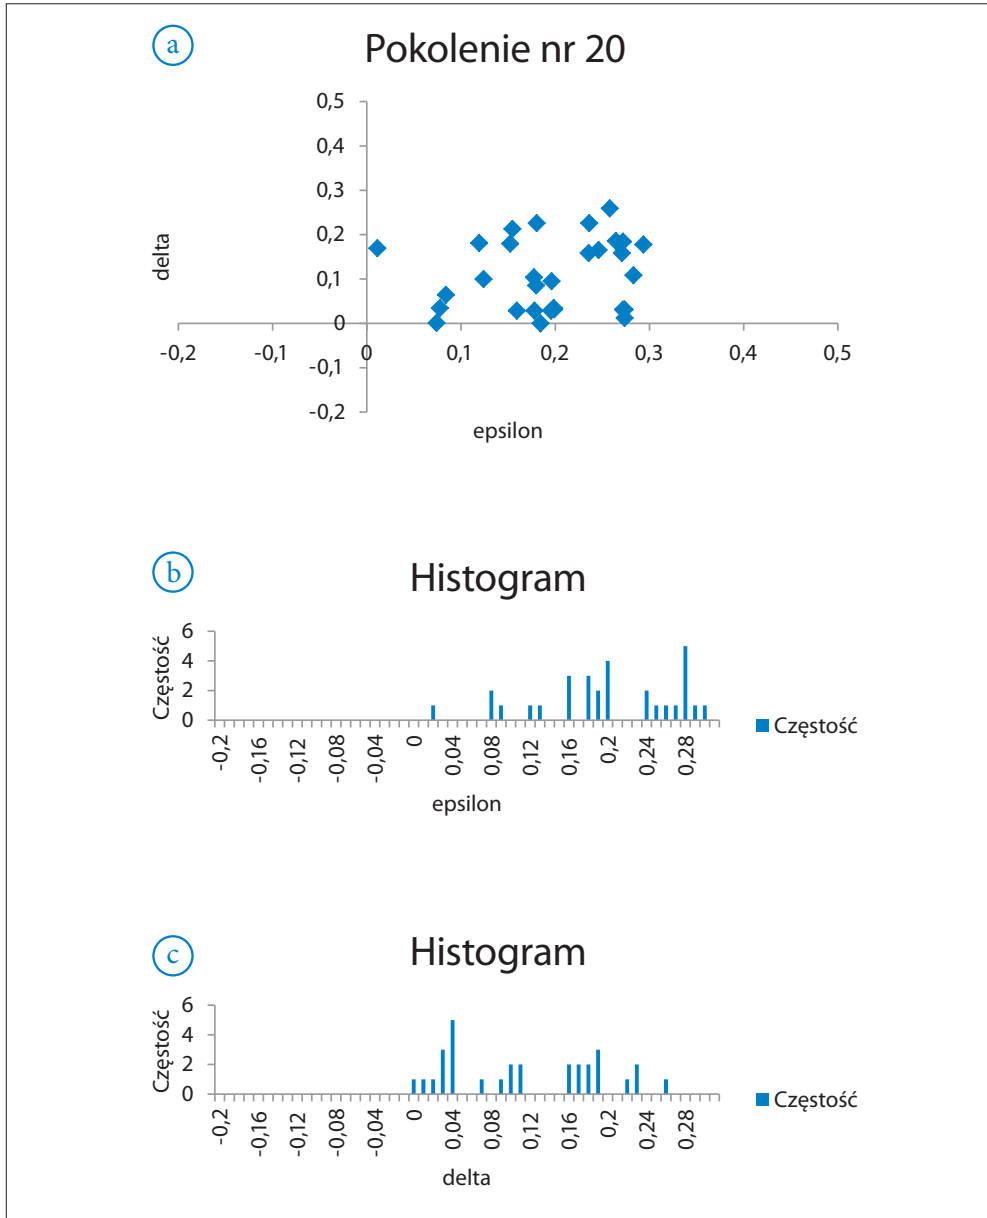 a
Pokolenie nr 20
0,5
0,4
0,3
0,2
0,1
0
-0,1
-0,2
delta
-0,2 -0,1 0 0,1 0,2 0,3 0,4 0,5
epsilon
b
Histogram
Częstość
6
4
2
0
-0,2 -0,16 -0,12 -0,08 -0,04 0 0,04 0,08 0,12 0,16 0,2 0,24 0,28
epsilon
Częstość
c
Histogram
Częstość
6
4
2
0
-0,2 -0,16 -0,12 -0,08 -0,04 0 0,04 0,08 0,12 0,16 0,2 0,24 0,28
delta
Częstość